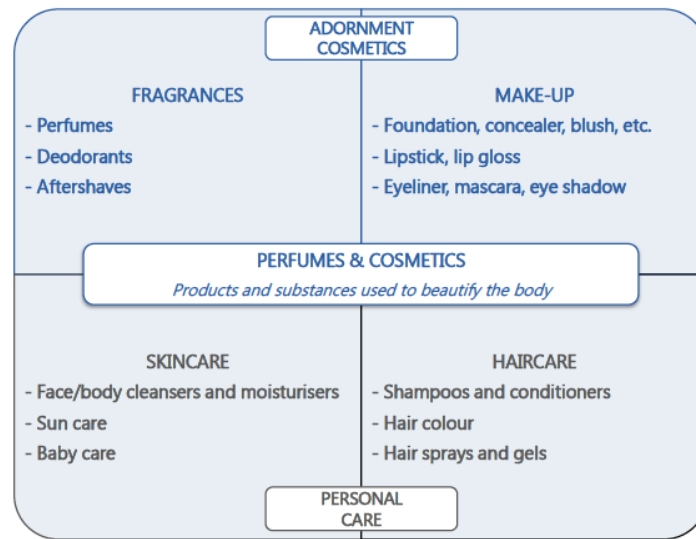 ADORNMENT
COSMETICS
FRAGRANCES
- Perfumes
- Deodorants
- Aftershaves
MAKE-UP
- Foundation, concealer, blush, etc.
- Lipstick, lip gloss
- Eyeliner, mascara, eye shadow
PERFUMES & COSMETICS
Products and substances used to beautify the body
SKINCARE
- Face/body cleansers and moisturisers
- Sun care
- Baby care
HAIRCARE
- Shampoos and conditioners
- Hair colour
- Hair sprays and gels
PERSONAL
CARE